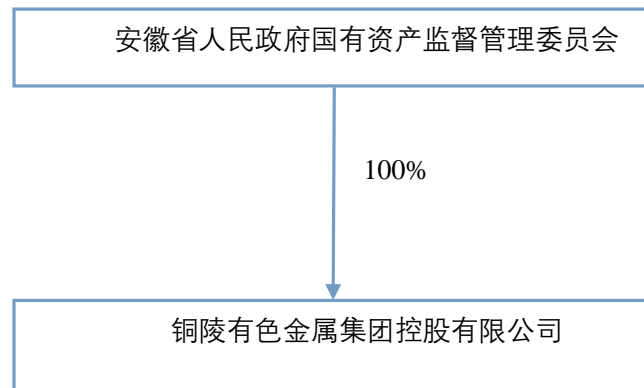 安徽省人民政府国有资产监督管理委员会
100%
铜陵有色金属集团控股有限公司